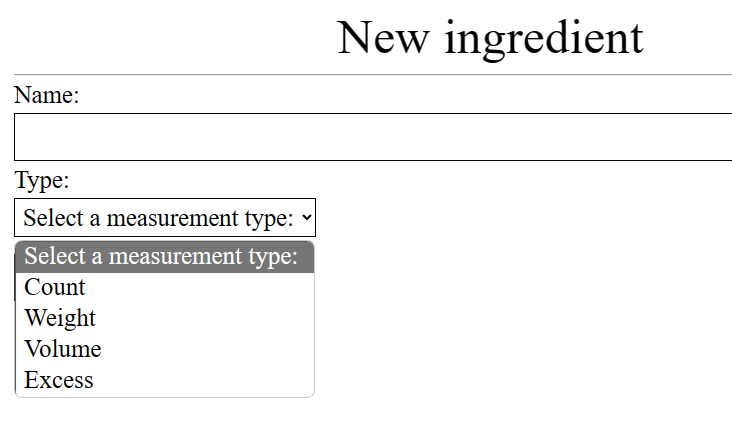 New ingredient
Name:
Type:
Select a measurement type:
Select a measurement type:
Count
Weight
Volume
Excess